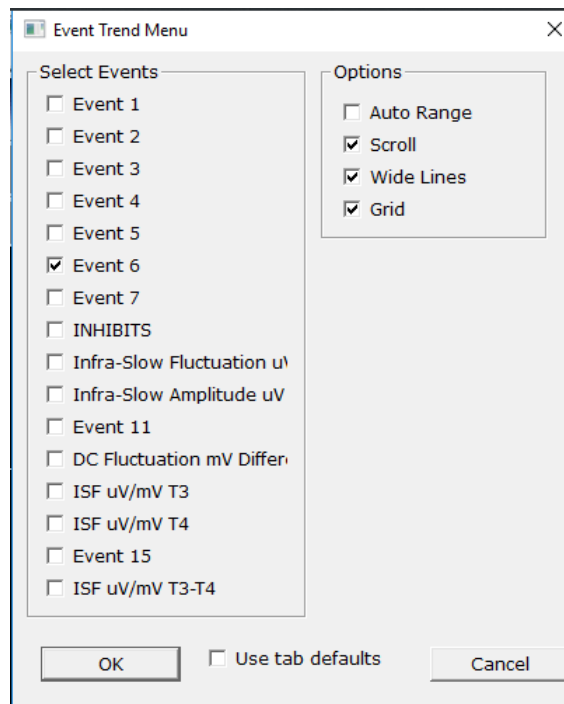 Event Trend Menu
Select Events
Event 1
Event 2
Event 3
Event 4
Event 5
Event 6
Event 7
INHIBITS
Infra-Slow Fluctuation uV
Infra-Slow Amplitude uV
Event 11
DC Fluctuation mV Differ
ISF uV/mV T3
ISF uV/mV T4
Event 15
ISF uV/mV T3-T4
Options
Auto Range
Scroll
Wide Lines
Grid
OK
Use tab defaults
Cancel